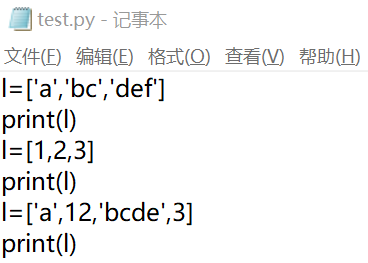 test.py - 记事本
文件(F) 编辑(E) 格式(O) 查看(V) 帮助(H)
l=['a','bc','def']
print(l)
l=[1,2,3]
print(l)
l=['a',12,'bcde',3]
print(l)